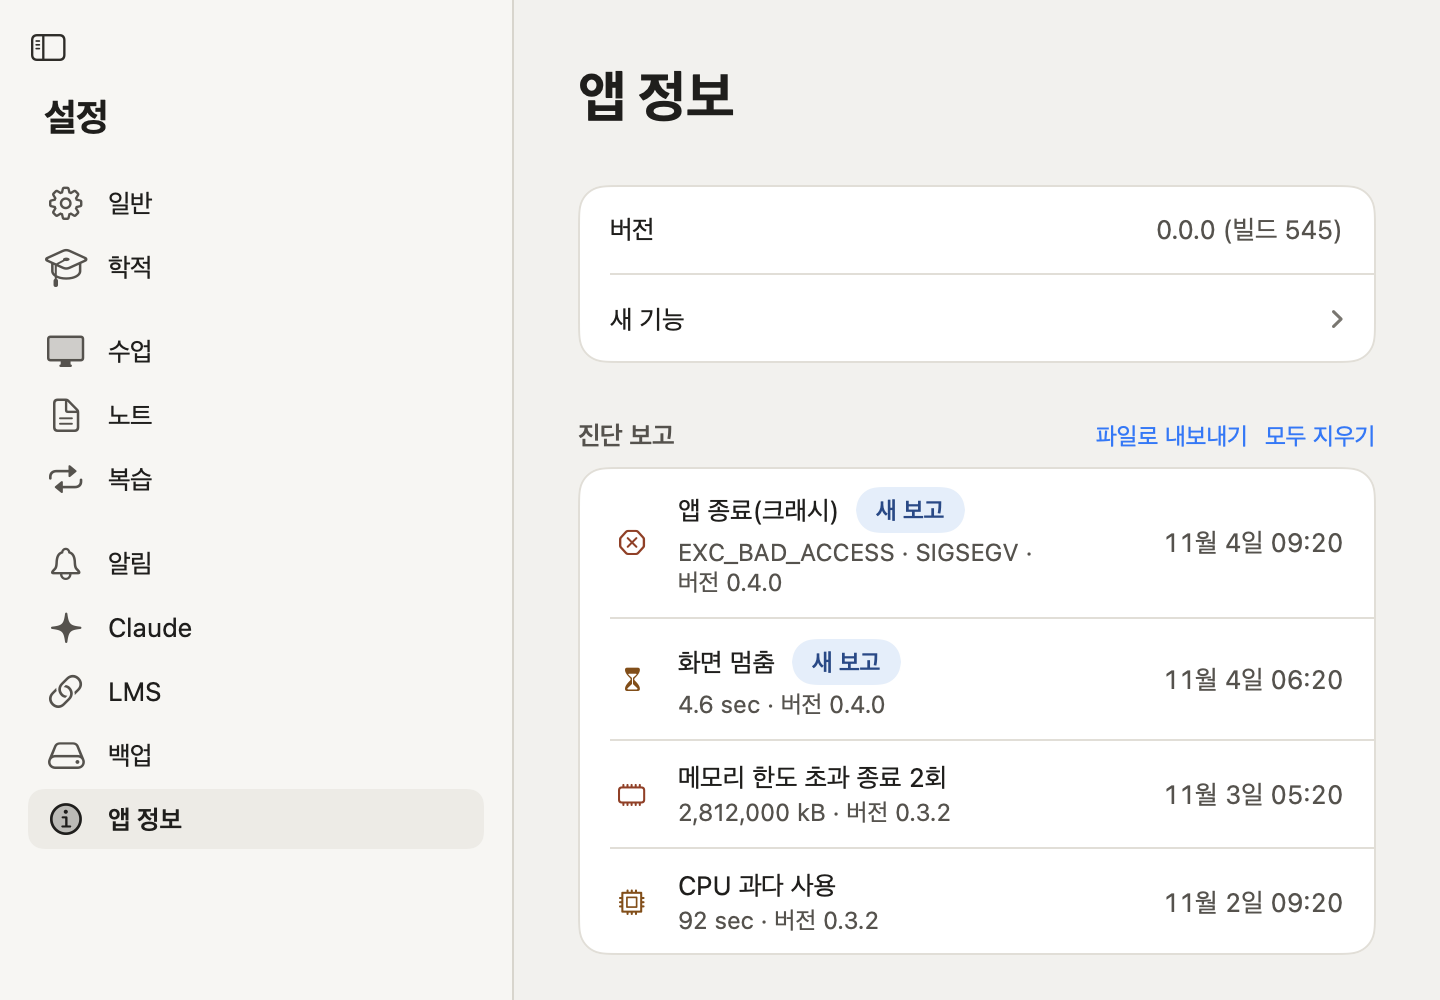 설정
일반
학적
수업
노트
복습
알림
Claude
LMS
백업
앱 정보
앱 정보
버전 0.0.0 (빌드 545)
새 기능
진단 보고 파일로 내보내기 모두 지우기
앱 종료(크래시) 새 보고
EXC_BAD_ACCESS · SIGSEGV ·
버전 0.4.0
11월 4일 09:20
화면 멈춤 새 보고
4.6 sec · 버전 0.4.0
11월 4일 06:20
메모리 한도 초과 종료 2회
2,812,000 kB · 버전 0.3.2
11월 3일 05:20
CPU 과다 사용
92 sec · 버전 0.3.2
11월 2일 09:20